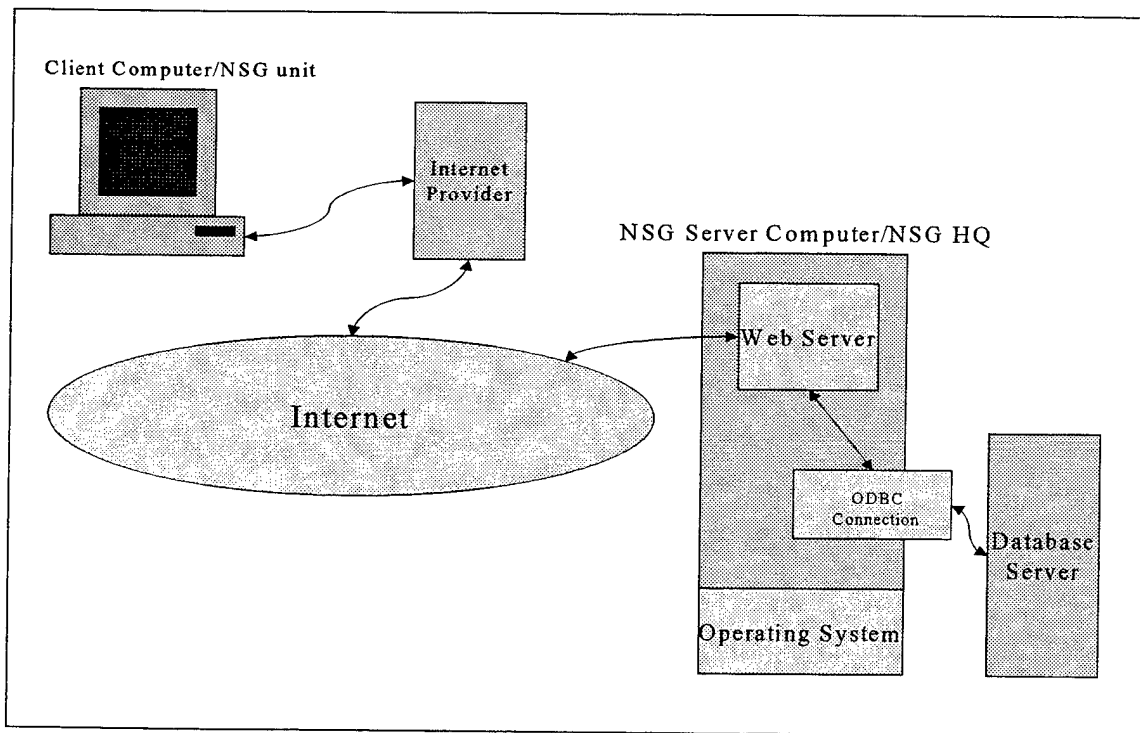 Client Computer/NSG unit
Internet
Provider
NSG Server Computer/NSG HQ
Web Server
Internet
ODBC
Connection
Database
Server
Operating System